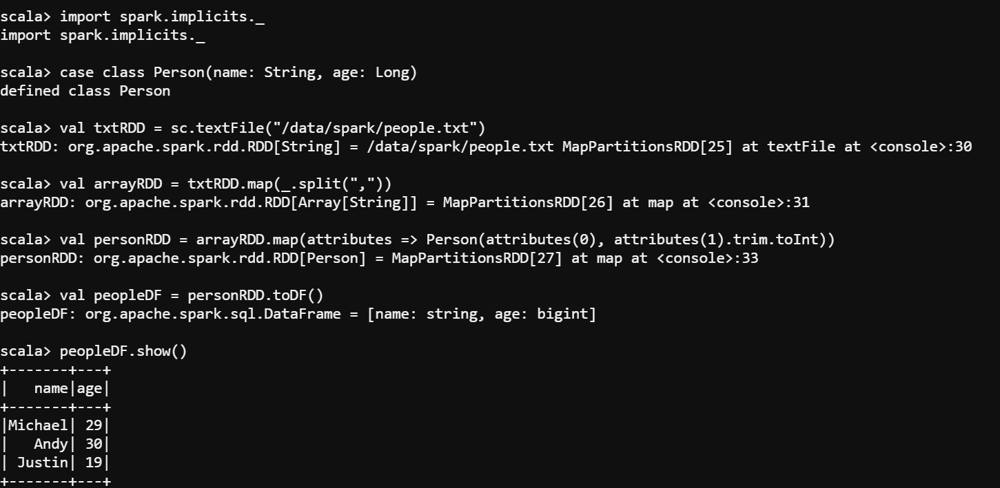 scala> import spark.implicits._
import spark.implicits._
scala> case class Person(name: String, age: Long)
defined class Person
scala> val txtRDD = sc.textFile("/data/spark/people.txt")
txtRDD: org.apache.spark.rdd.RDD[String] = /data/spark/people.txt MapPartitionsRDD[25] at textFile at <console>:30
scala> val arrayRDD = txtRDD.map(_.split(","))
arrayRDD: org.apache.spark.rdd.RDD[Array[String]] = MapPartitionsRDD[26] at map at <console>:31
scala> val personRDD = arrayRDD.map(attributes => Person(attributes(0), attributes(1).trim.toInt))
personRDD: org.apache.spark.rdd.RDD[Person] = MapPartitionsRDD[27] at map at <console>:33
scala> val peopleDF = personRDD.toDF()
peopleDF: org.apache.spark.sql.DataFrame = [name: string, age: bigint]
scala> peopleDF.show()
+-------+---+
|   name|age|
+-------+---+
|Michael| 29|
|   Andy| 30|
| Justin| 19|
+-------+---+